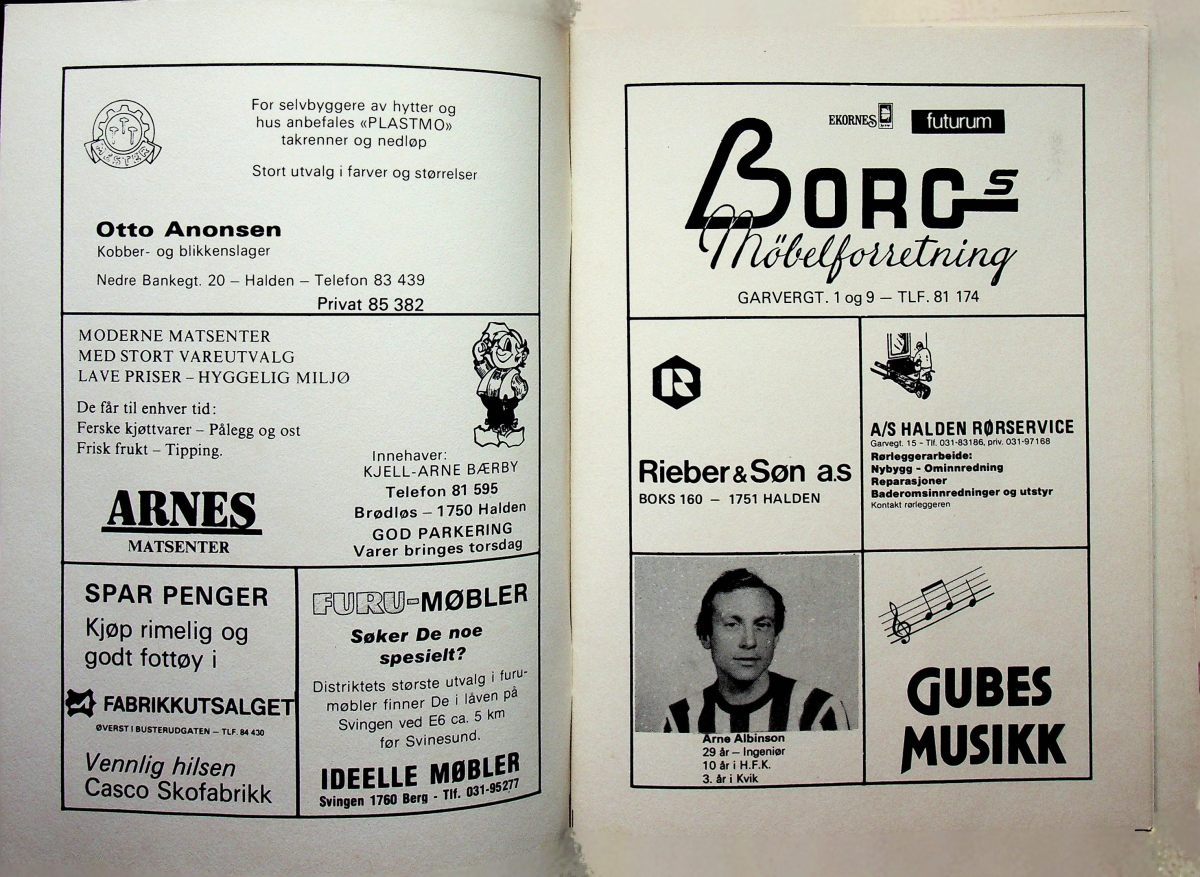 For selvbyggere av hytter og
hus anbefales «PLASTMO»
takrenner og nedløp
Stort utvalg i farver og størrelser
Otto Anonsen
Kobber- og blikkenslager
Nedre Bankegt. 20 – Halden – Telefon 83 439
Privat 85 382
MODERNE MATSENTER
MED STORT VAREUTVALG
LAVE PRISER – HYGGELIG MILJØ
De får til enhver tid:
Ferske kjøttvarer – Pålegg og ost
Frisk frukt – Tipping.
Innehaver:
KJELL-ARNE BÆRBY
Telefon 81 595
Brødløs – 1750 Halden
GOD PARKERING
Varer bringes torsdag
ARNES
MATSENTER
SPAR PENGER
Kjøp rimelig og
godt fottøy i
FABRIKKUTSALGET
ØVERST I BUSTERUDGATEN – TLF. 84 430
Vennlig hilsen
Casco Skofabrikk
FURU-MØBLER
Søker De noe
spesielt?
Distriktets største utvalg i furu-
møbler finner De i låven på
Svingen ved E6 ca. 5 km
før Svinesund.
IDEELLE MØBLER
Svingen 1760 Berg - Tlf. 031-95277
EKORNES
futurum
BORGS
Møbelforretning
GARVERGT. 1 og 9 – TLF. 81 174
R
Rieber & Søn a.s
BOKS 160 – 1751 HALDEN
A/S HALDEN RØRSERVICE
Garvegt. 15 - Tlf. 031-83186, priv. 031-97168
Rørleggerarbeide:
Nybygg - Ominnredning
Reparasjoner
Baderomsinnredninger og utstyr
Kontakt rørleggeren
Arne Albinson
29 år – Ingeniør
10 år i H.F.K.
3. år i Kvik
GUBES
MUSIKK